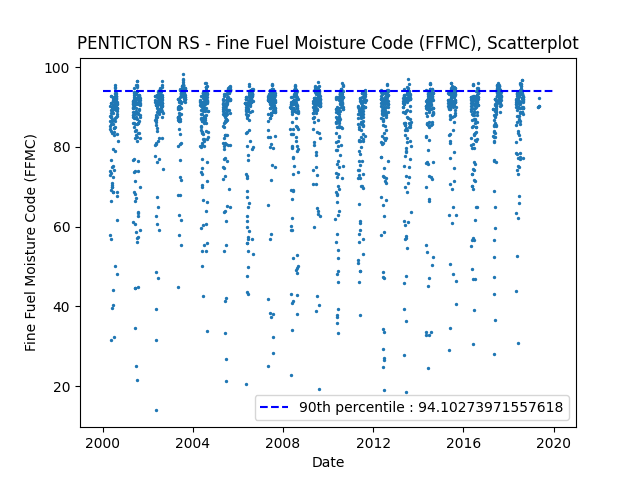 PENTICTON RS - Fine Fuel Moisture Code (FFMC), Scatterplot
100
80
60
40
20
Fine Fuel Moisture Code (FFMC)
90th percentile : 94.10273971557618
2000
2004
2008
2012
2016
2020
Date